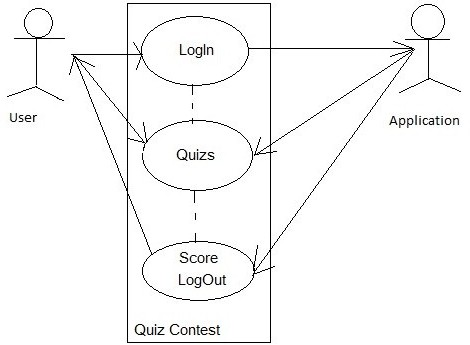 LogIn
User
Application
Quizs
Score
LogOut
Quiz Contest